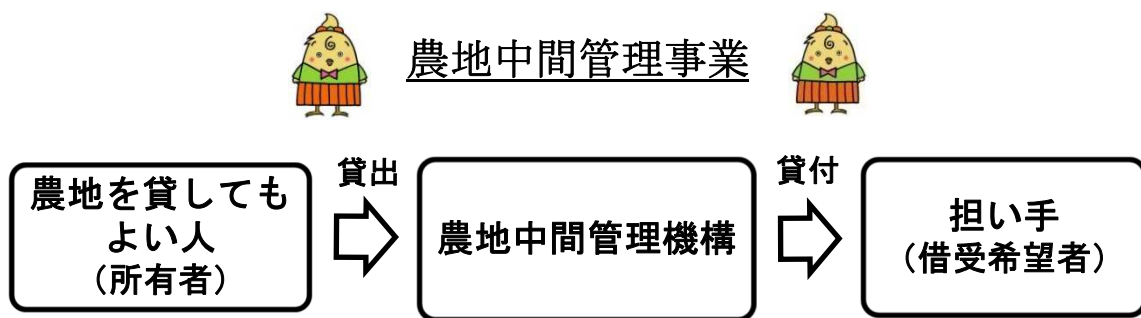 農地中間管理事業
農地を貸しても
よい人
（所有者）
貸出
農地中間管理機構
貸付
担い手
（借受希望者）